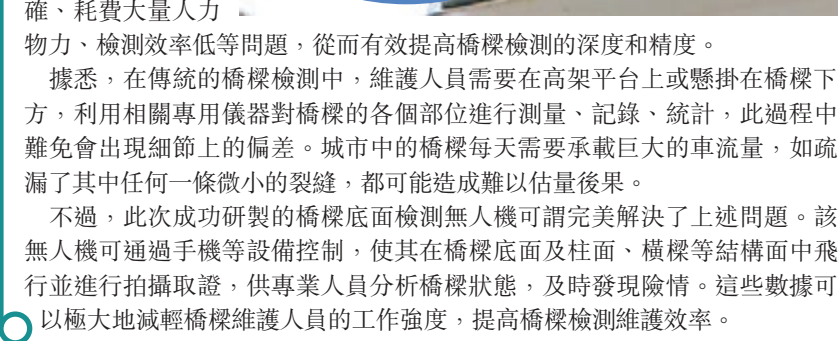 確、耗費大量人力
物力、檢測效率低等問題，從而有效提高橋樑檢測的深度和精度。
據悉，在傳統的橋樑檢測中，維護人員需要在高架平台上或懸掛在橋樑下
方，利用相關專用儀器對橋樑的各個部位進行測量、記錄、統計，此過程中
難免會出現細節上的偏差。城市中的橋樑每天需要承載巨大的車流量，如疏
漏了其中任何一條微小的裂縫，都可能造成難以估量後果。
不過，此次成功研製的橋樑底面檢測無人機可謂完美解決了上述問題。該
無人機可通過手機等設備控制，使其在橋樑底面及柱面、橫樑等結構面中飛
行並進行拍攝取證，供專業人員分析橋樑狀態，及時發現險情。這些數據可
以極大地減輕橋樑維護人員的工作強度，提高橋樑檢測維護效率。